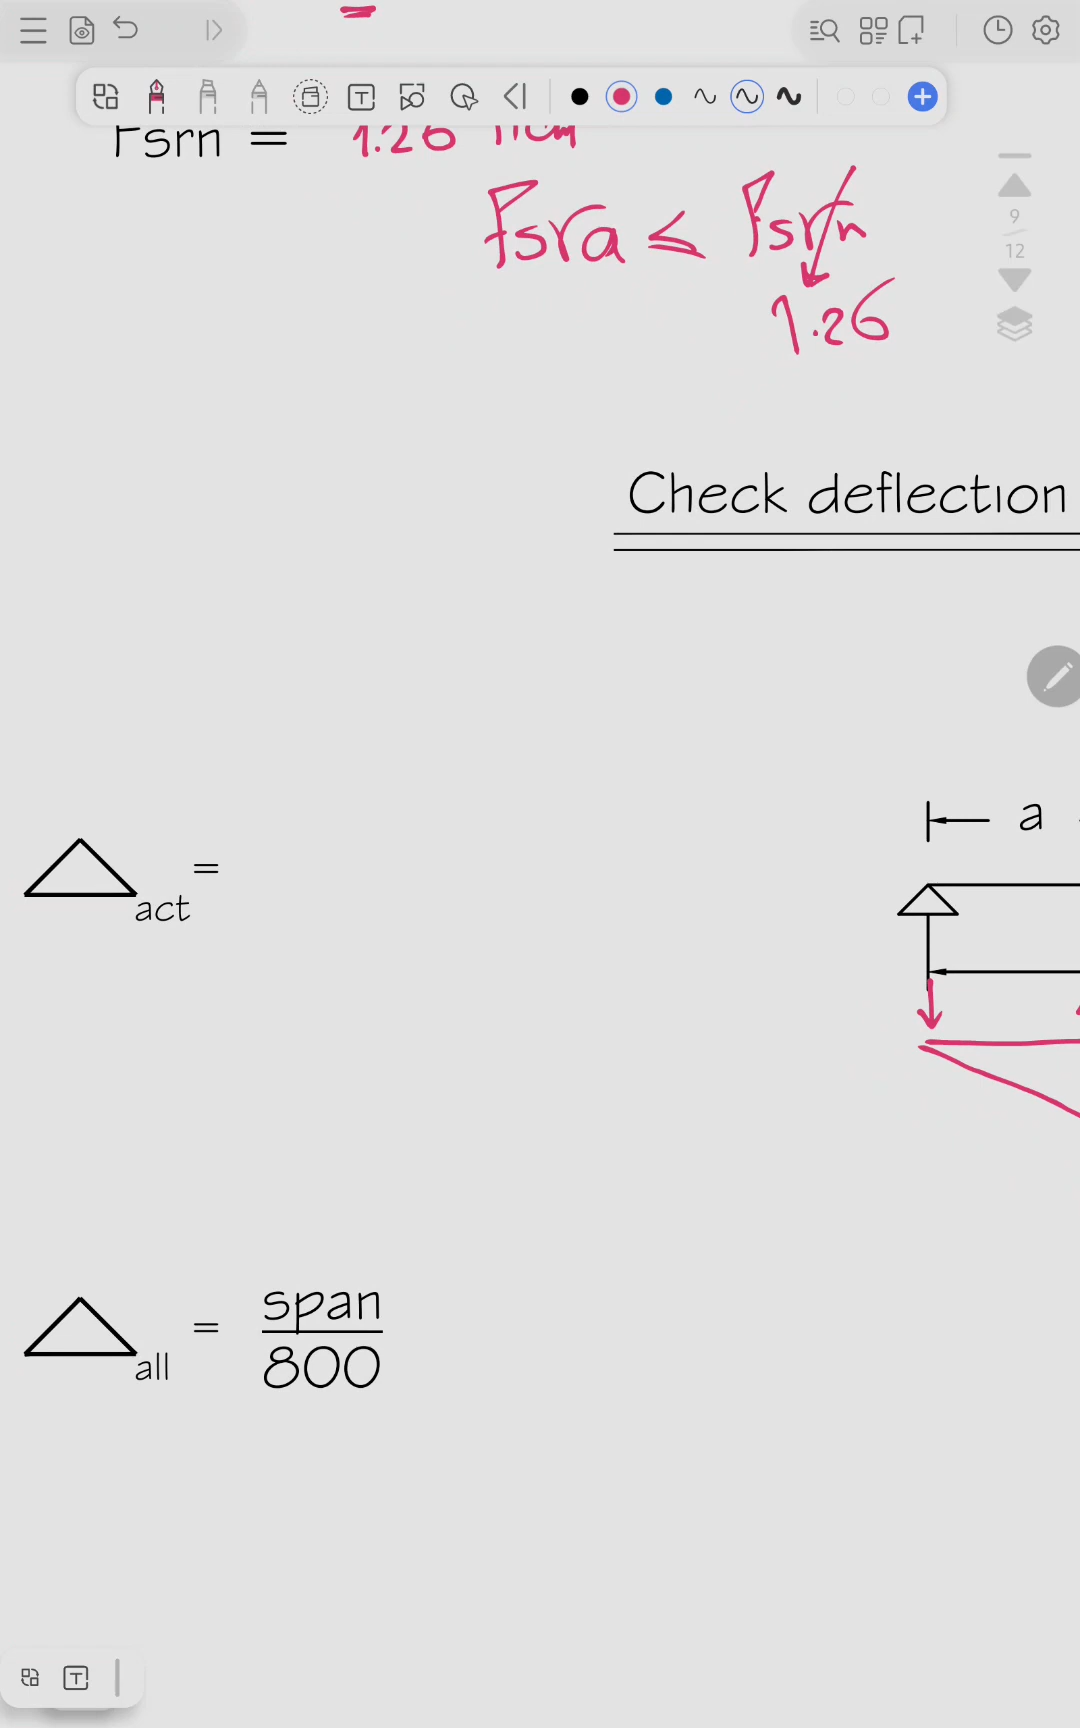 Fsrn = 1.26
Fsra ≤ Fsrn
1.26
9
12
Check deflection
a
△act =
△all = span
800